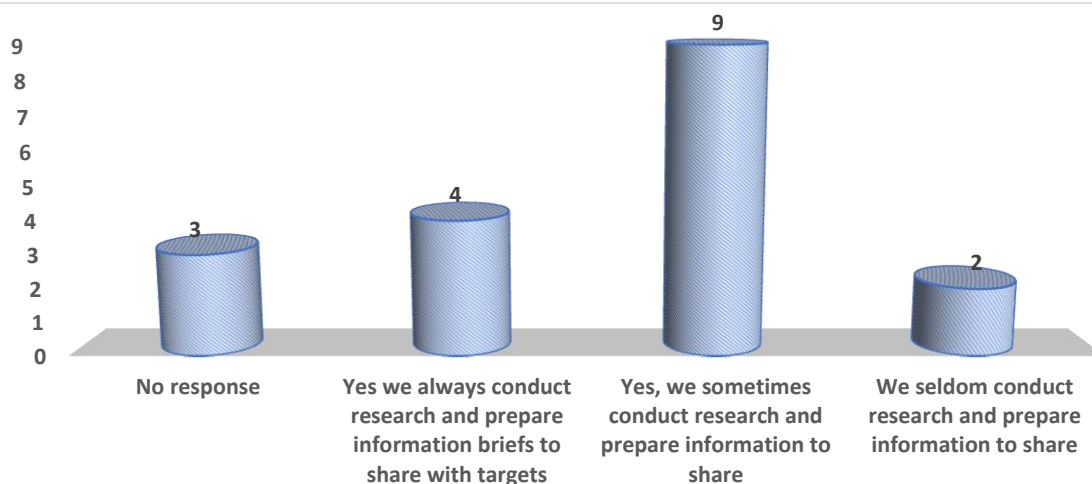 9
8
7
6
5
4
3
2
1
0
3
4
9
2
No response
Yes we always conduct
research and prepare
information briefs to
share with targets
Yes, we sometimes
conduct research and
prepare information to
share
We seldom conduct
research and prepare
information to share